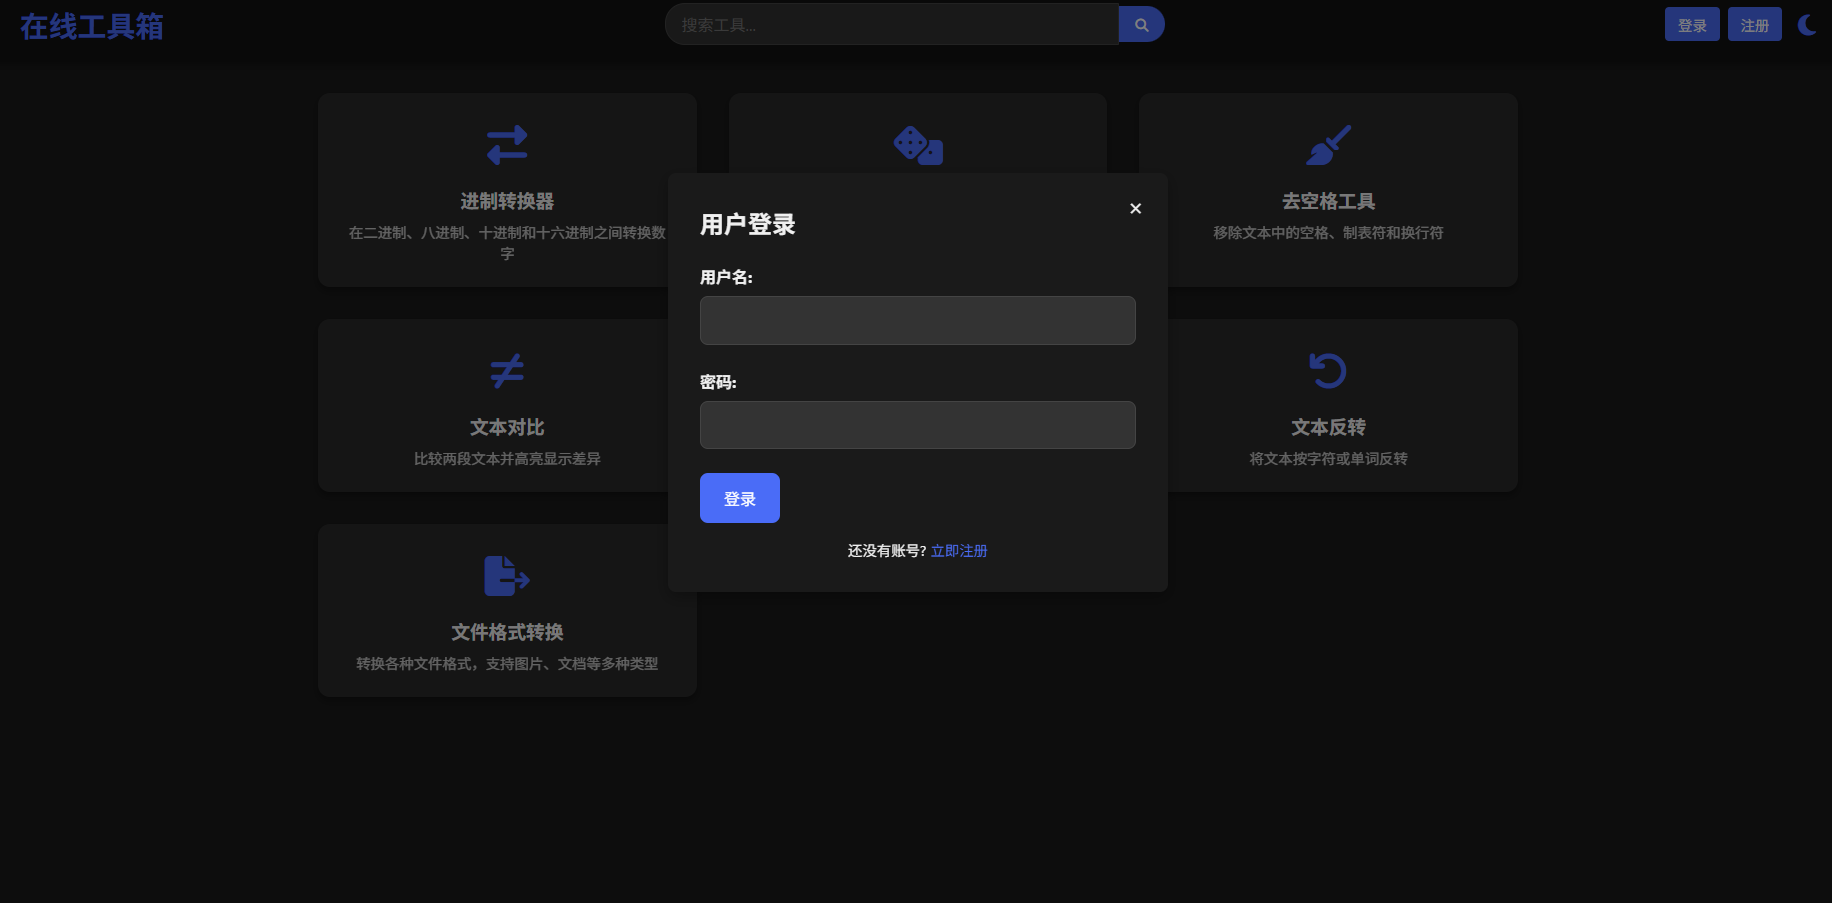 在线工具箱
搜索工具...
登录
注册
进制转换器
在二进制、八进制、十进制和十六进制之间转换数
字
去空格工具
移除文本中的空格、制表符和换行符
用户登录
×
用户名:
密码:
登录
还没有账号? 立即注册
文本对比
比较两段文本并高亮显示差异
文本反转
将文本按字符或单词反转
文件格式转换
转换各种文件格式，支持图片、文档等多种类型